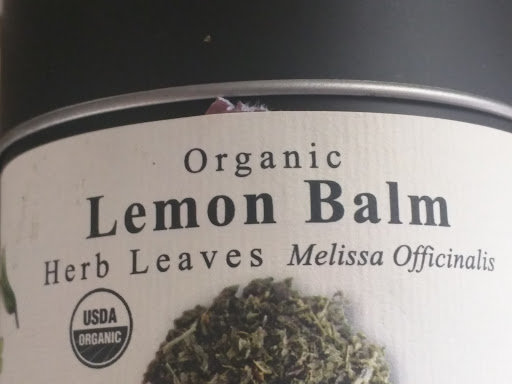 Organic
Lemon Balm
Herb Leaves Melissa Officinalis
USDA
ORGANIC